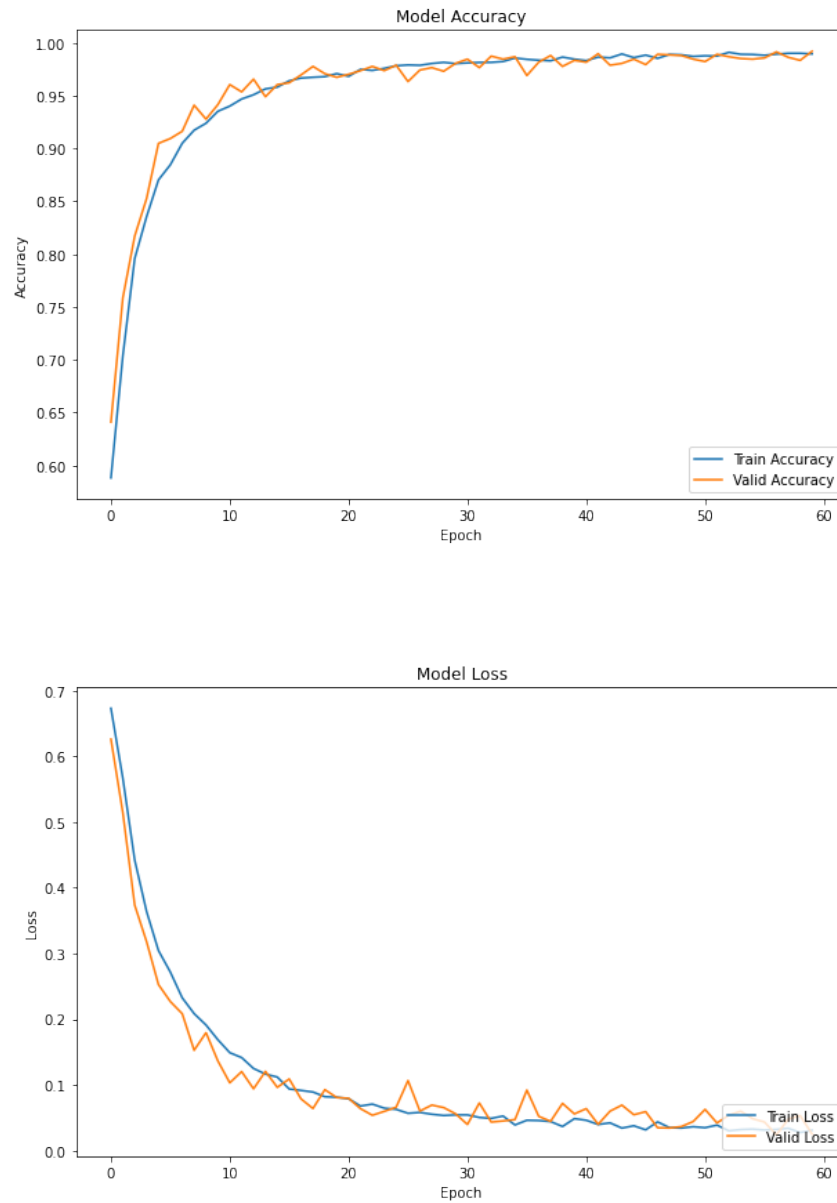 Model Accuracy
1.00
0.95
0.90
0.85
0.80
0.75
0.70
0.65
0.60
Accuracy
Train Accuracy
Valid Accuracy
0 10 20 30 40 50 60
Epoch
Model Loss
0.7
0.6
0.5
0.4
0.3
0.2
0.1
0.0
Loss
Train Loss
Valid Loss
0 10 20 30 40 50 60
Epoch